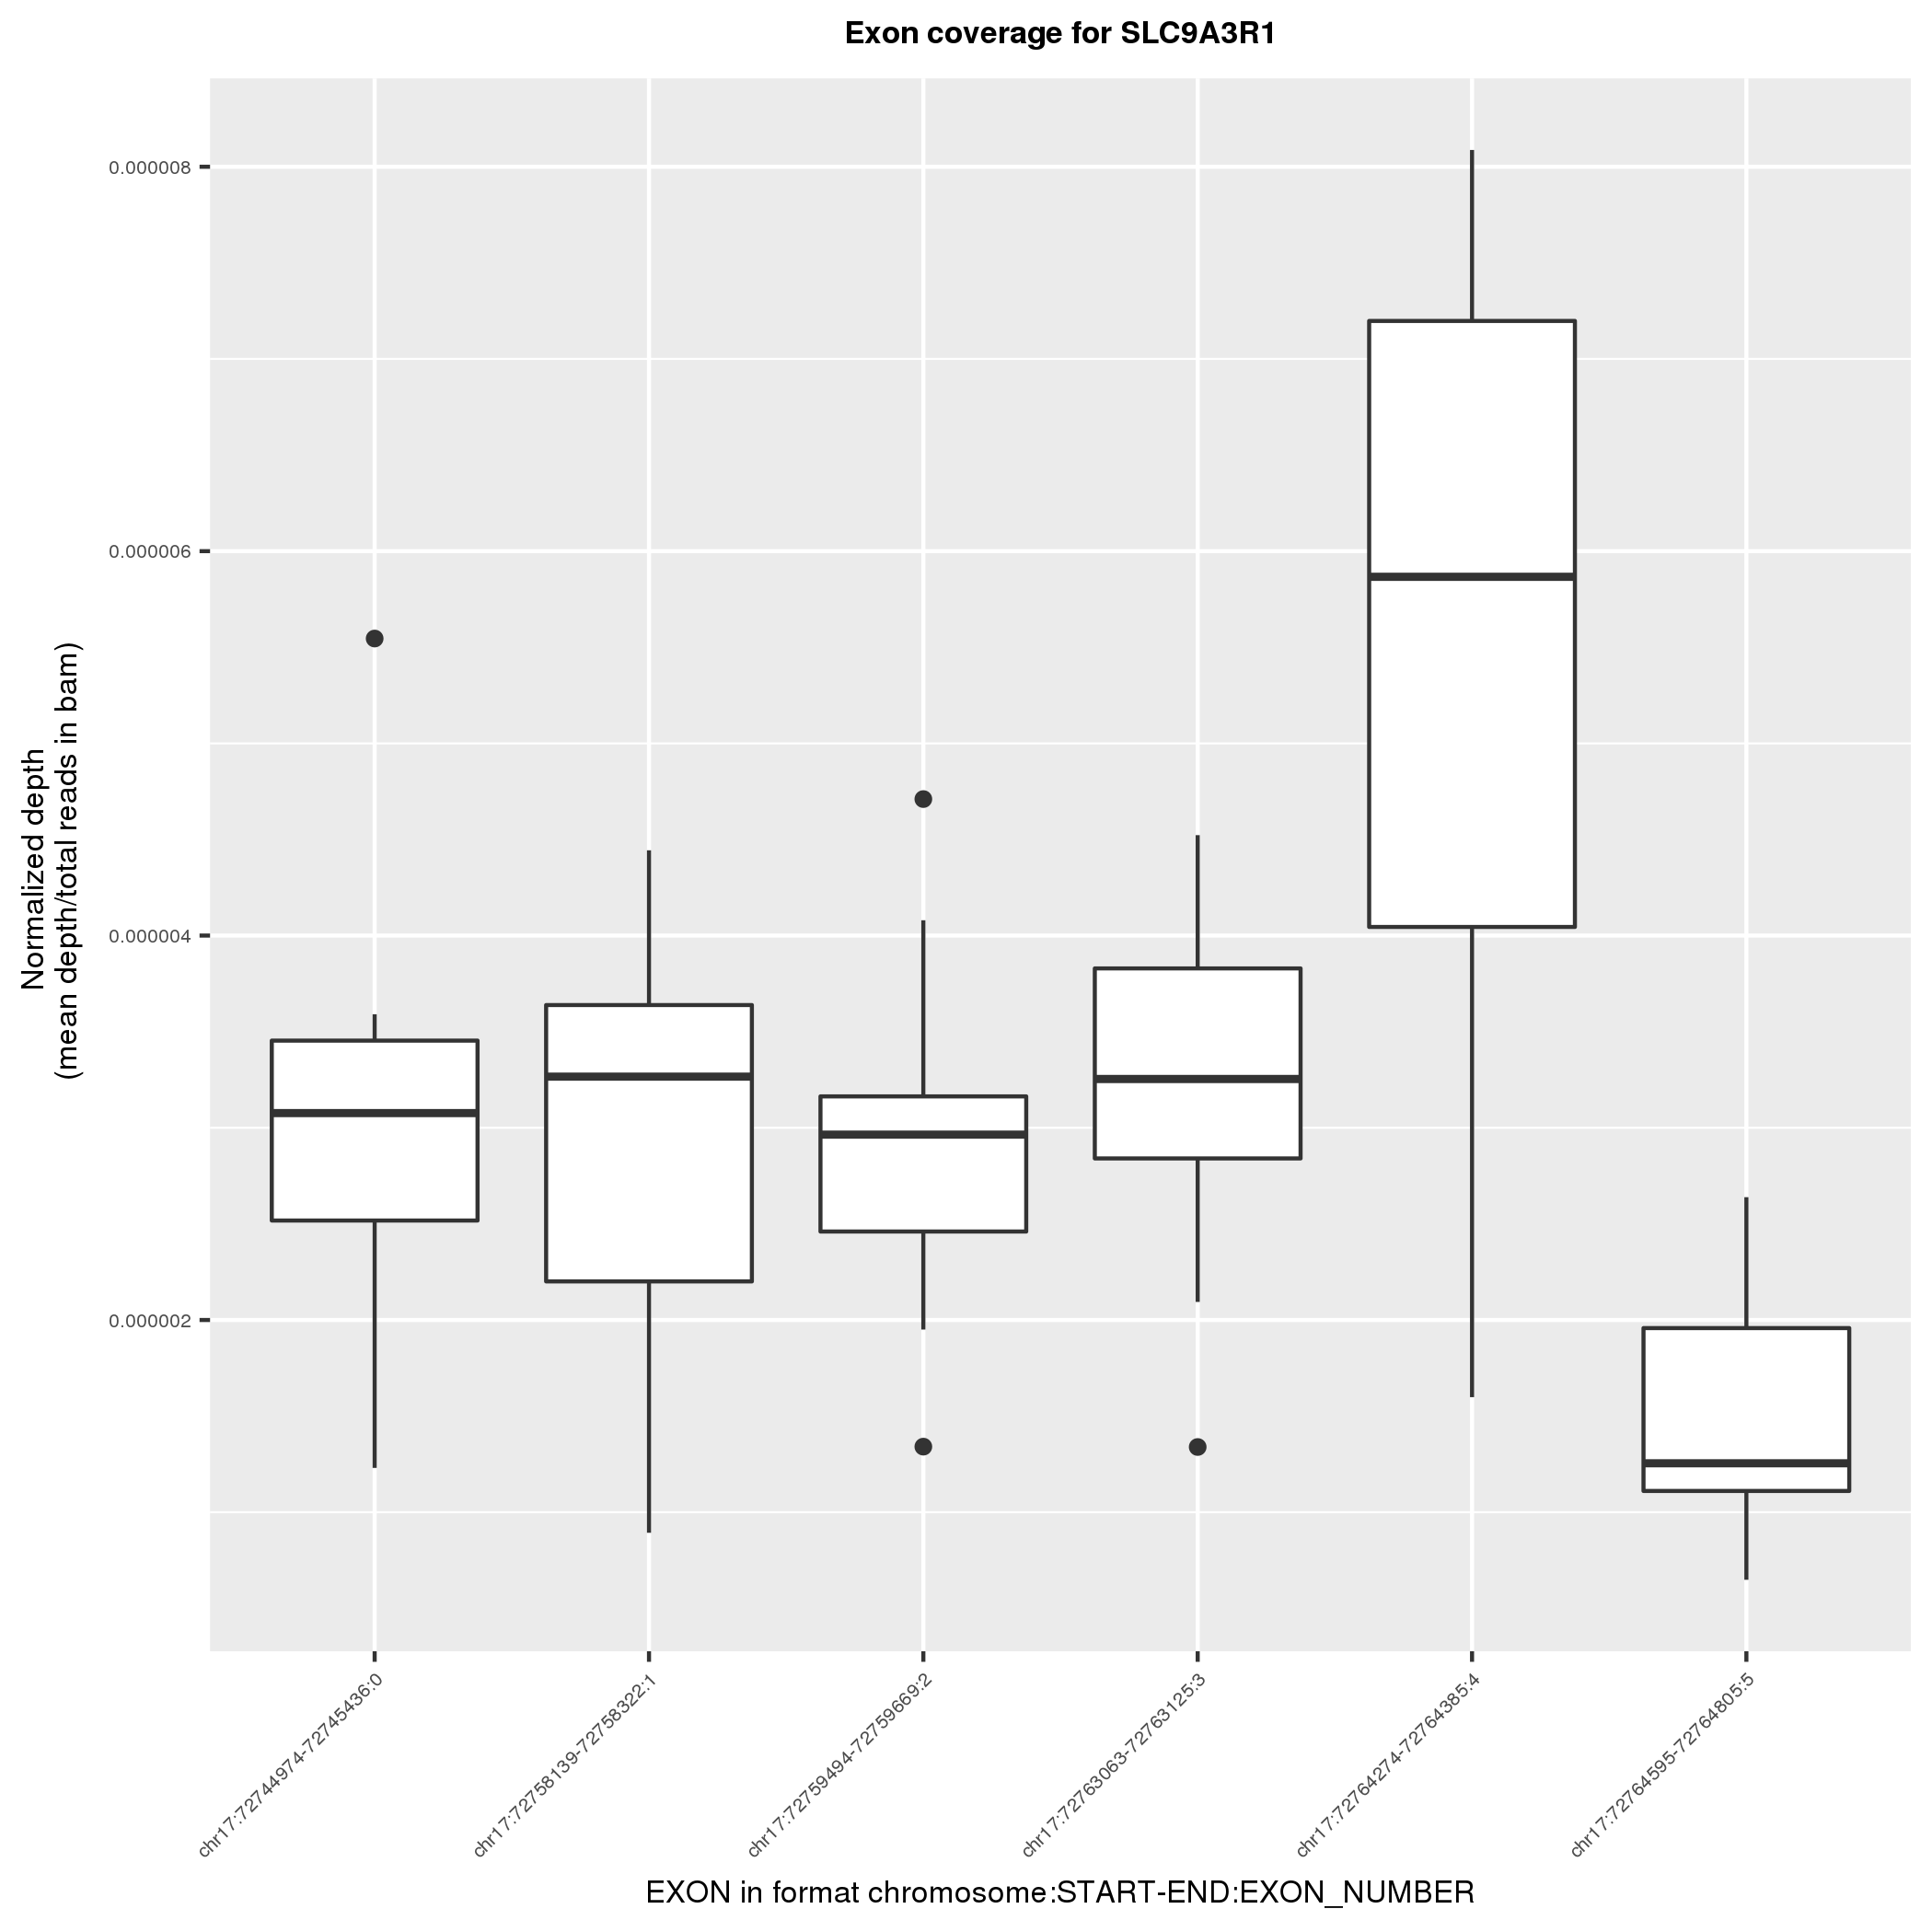 Exon coverage for SLC9A3R1
Normalized depth
(mean depth/total reads in bam)
0.000008
0.000006
0.000004
0.000002
chr17:72744974-72745436:0
chr17:72758139-72758322:1
chr17:72759494-72759669:2
chr17:72763063-72763125:3
chr17:72764274-72764385:4
chr17:72764595-72764805:5
EXON in format chromosome:START-END:EXON_NUMBER